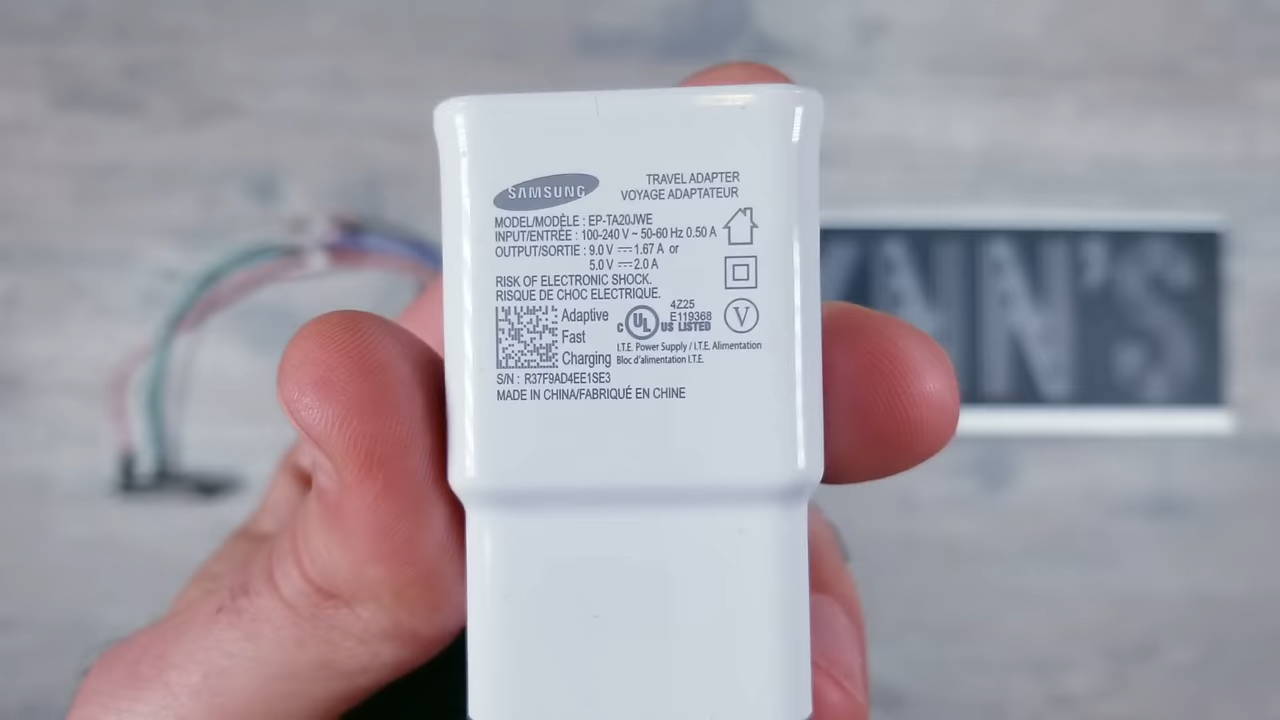 SAMSUNG
TRAVEL ADAPTER
VOYAGE ADAPTATEUR
MODEL/MODÈLE : EP-TA20JWE
INPUT/ENTRÉE : 100-240 V ~ 50-60 Hz 0.50 A
OUTPUT/SORTIE : 9.0 V ⎓ 1.67 A or
5.0 V ⎓ 2.0 A
RISK OF ELECTRONIC SHOCK.
RISQUE DE CHOC ELECTRIQUE.
Adaptive
Fast
Charging
C UL US LISTED
4Z25
E119368
V
I.T.E. Power Supply / I.T.E. Alimentation
Bloc d'alimentation I.T.E.
S/N : R37F9AD4EE1SE3
MADE IN CHINA/FABRIQUÉ EN CHINE